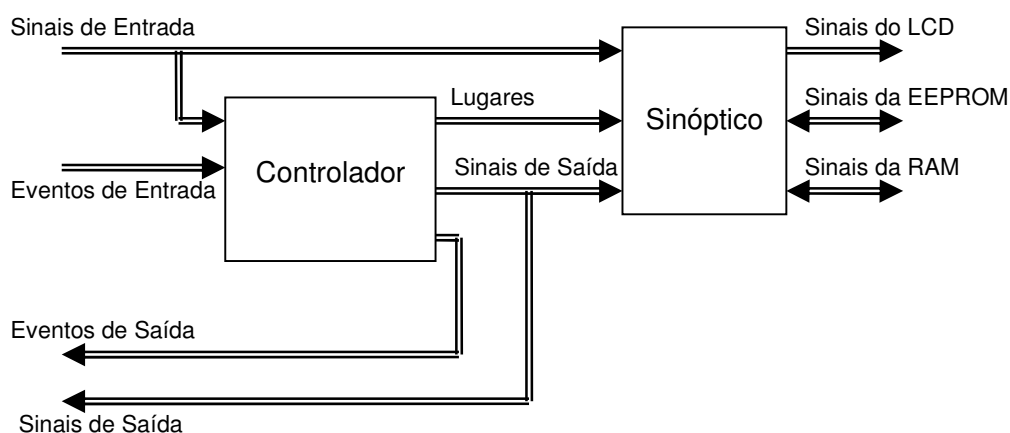 Sinais de Entrada
Sinais do LCD
Lugares
Sinais da EEPROM
Sinóptico
Controlador
Sinais de Saída
Sinais da RAM
Eventos de Entrada
Eventos de Saída
Sinais de Saída